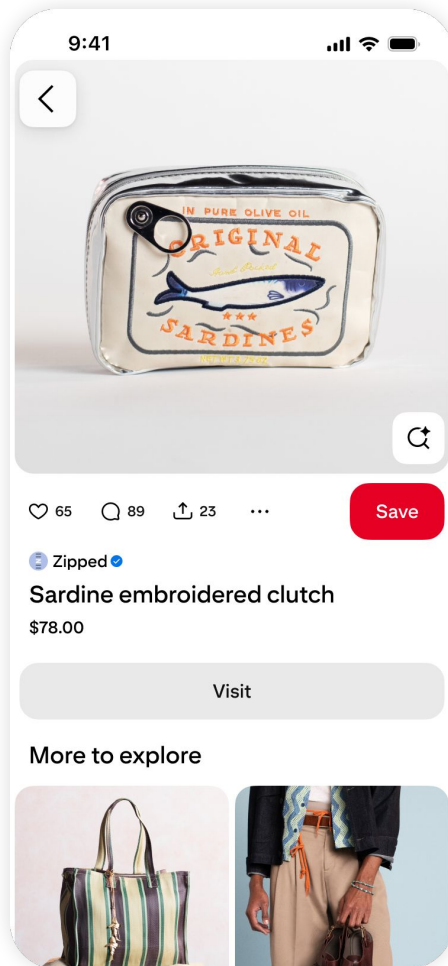 9:41
IN PURE OLIVE OIL
ORIGINAL
SARDINES
65
89
23
Save
Zipped
Sardine embroidered clutch
$78.00
Visit
More to explore